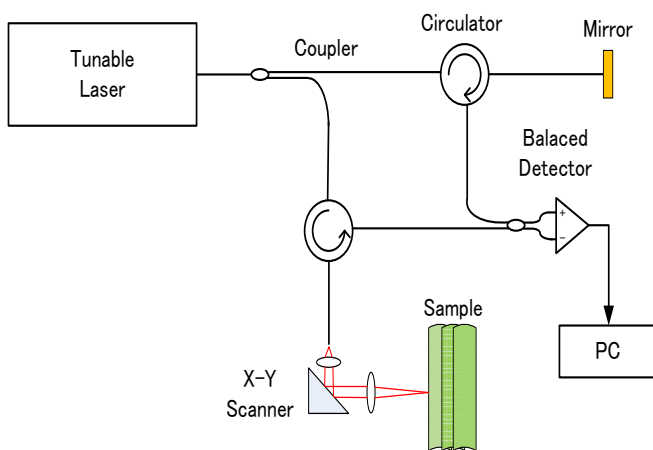 Tunable
Laser
Coupler
Circulator
Mirror
Balaced
Detector
+
−
PC
Sample
X-Y
Scanner